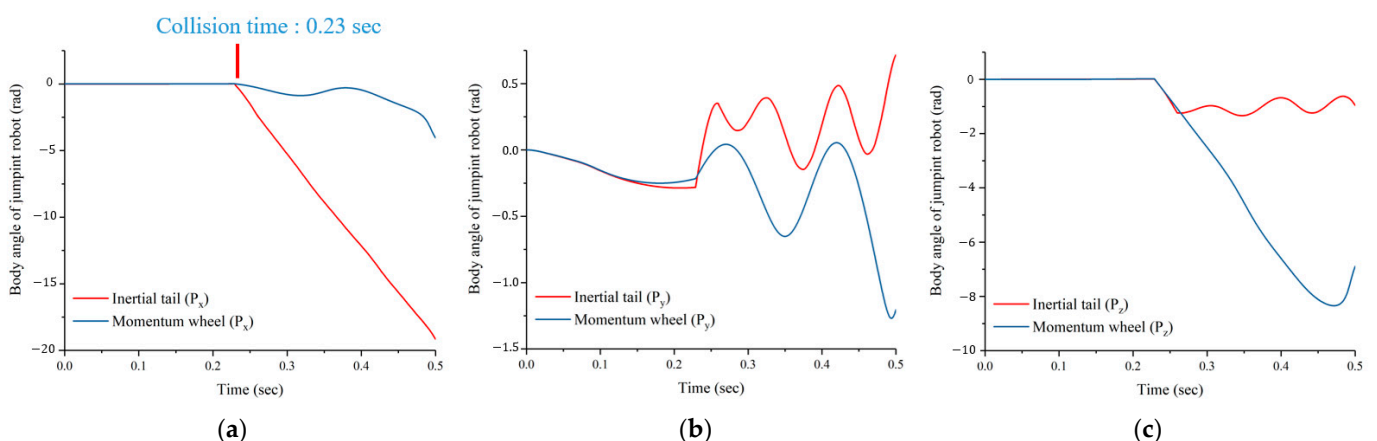 Collision time : 0.23 sec
Body angle of jumpint robot (rad)
0
−5
−10
−15
−20
Inertial tail (Px)
Momentum wheel (Px)
0.0 0.1 0.2 0.3 0.4 0.5
Time (sec)
(a)
Body angle of jumpint robot (rad)
0.5
0.0
−0.5
−1.0
−1.5
Inertial tail (Py)
Momentum wheel (Py)
0.0 0.1 0.2 0.3 0.4 0.5
Time (sec)
(b)
Body angle of jumpint robot (rad)
0
−2
−4
−6
−8
−10
Inertial tail (Pz)
Momentum wheel (Pz)
0.0 0.1 0.2 0.3 0.4 0.5
Time (sec)
(c)